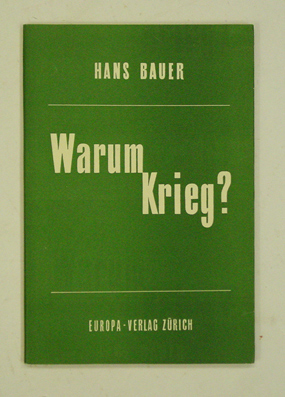 HANS BAUER
Warum
Krieg?
EUROPA-VERLAG ZÜRICH